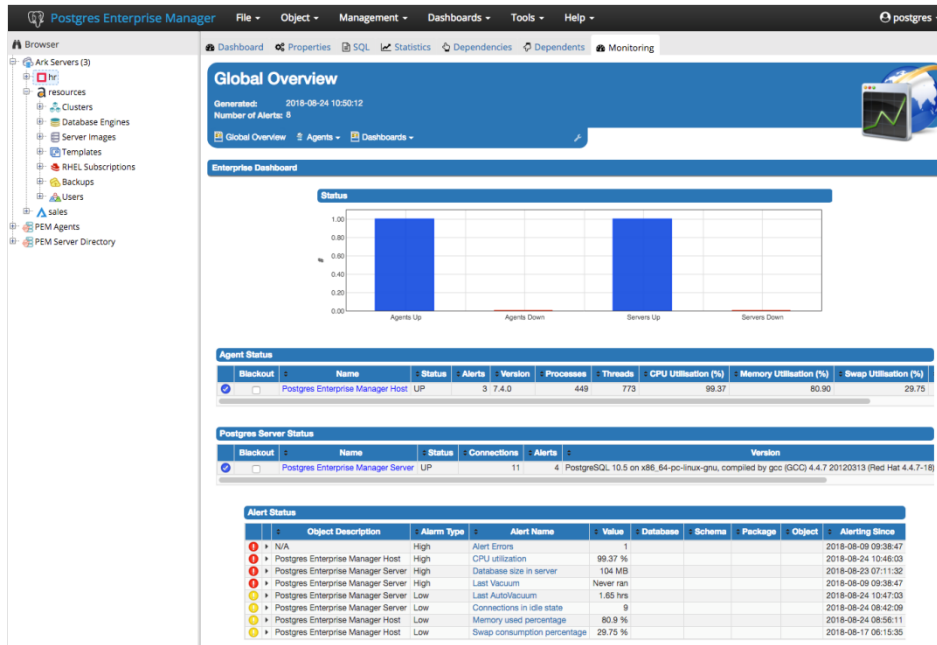 Postgres Enterprise Manager File Object Management Dashboards Tools Help postgres
Browser
Ark Servers (3)
hr
resources
Clusters
Database Engines
Server Images
Templates
RHEL Subscriptions
Backups
Users
sales
PEM Agents
PEM Server Directory
Dashboard Properties SQL Statistics Dependencies Dependents Monitoring
Global Overview
Generated: 2018-08-24 10:50:12
Number of Alerts: 8
Global Overview Agents Dashboards
Enterprise Dashboard
Status
1.00
0.80
0.60
#
0.40
0.20
0.00
Agents Up Agents Down Servers Up Servers Down
Agent Status
Blackout Name Status Alerts Version Processes Threads CPU Utilisation (%) Memory Utilisation (%) Swap Utilisation (%)
Postgres Enterprise Manager Host UP 3 7.4.0 449 773 99.37 80.90 29.75
Postgres Server Status
Blackout Name Status Connections Alerts Version
Postgres Enterprise Manager Server UP 11 4 PostgreSQL 10.5 on x86_64-pc-linux-gnu, compiled by gcc (GCC) 4.4.7 20120313 (Red Hat 4.4.7-18)
Alert Status
Object Description Alarm Type Alert Name Value Database Schema Package Object Alerting Since
N/A High Alert Errors 1 2018-08-09 09:38:47
Postgres Enterprise Manager Host High CPU utilization 99.37 % 2018-08-24 10:46:03
Postgres Enterprise Manager Server High Database size in server 104 MB 2018-08-23 07:11:32
Postgres Enterprise Manager Server High Last Vacuum Never ran 2018-08-09 09:38:47
Postgres Enterprise Manager Server Low Last AutoVacuum 1.65 hrs 2018-08-24 10:47:03
Postgres Enterprise Manager Server Low Connections in idle state 9 2018-08-24 08:42:09
Postgres Enterprise Manager Host Low Memory used percentage 80.9 % 2018-08-24 08:56:11
Postgres Enterprise Manager Host Low Swap consumption percentage 29.75 % 2018-08-17 06:15:35